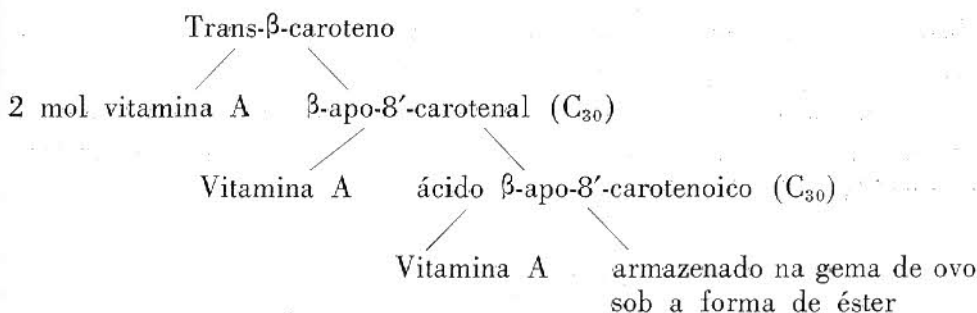 Trans-β-caroteno
2 mol vitamina A β-apo-8′-carotenal (C₃₀)
Vitamina A ácido β-apo-8′-carotenoico (C₃₀)
Vitamina A armazenado na gema de ovo
sob a forma de éster